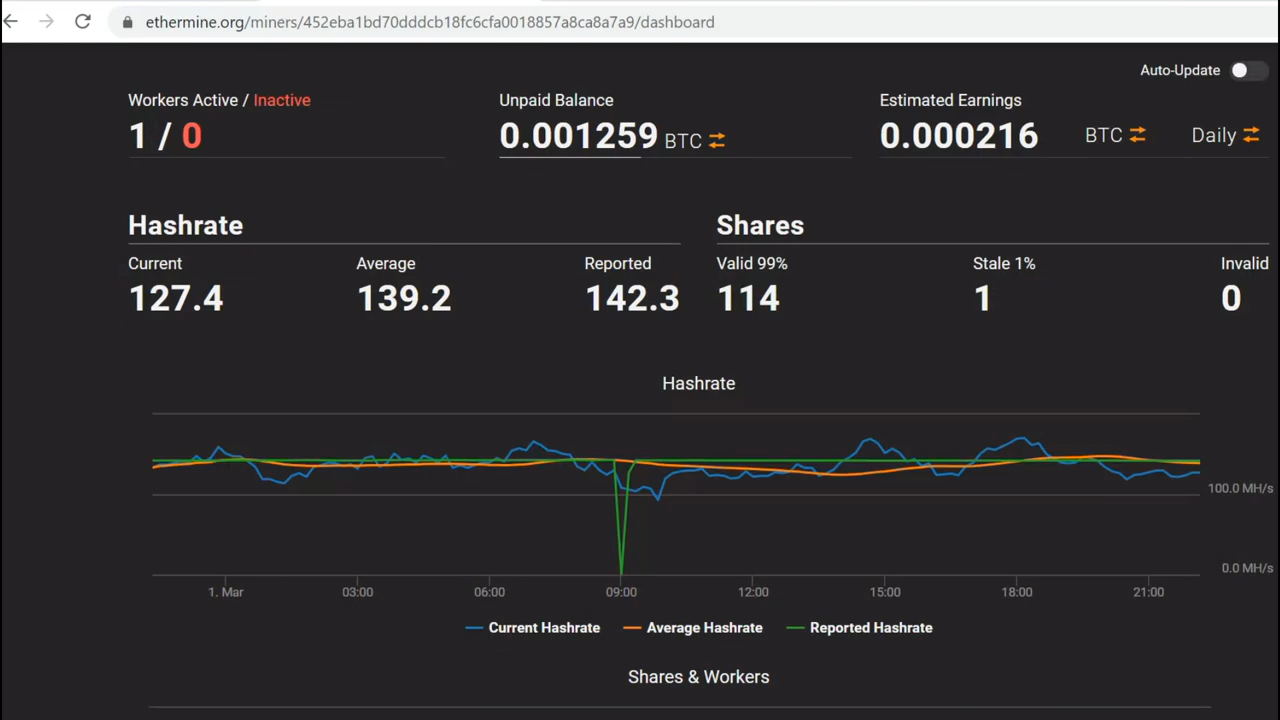 ethermine.org/miners/452eba1bd70dddcb18fc6cfa0018857a8ca8a7a9/dashboard
Auto-Update
Workers Active / Inactive
Unpaid Balance
Estimated Earnings
1 / 0
0.001259 BTC
0.000216 BTC Daily
Hashrate
Shares
Current Average Reported
Valid 99% Stale 1% Invalid
127.4 139.2 142.3
114 1 0
Hashrate
100.0 MH/s
0.0 MH/s
1. Mar 03:00 06:00 09:00 12:00 15:00 18:00 21:00
Current Hashrate Average Hashrate Reported Hashrate
Shares & Workers